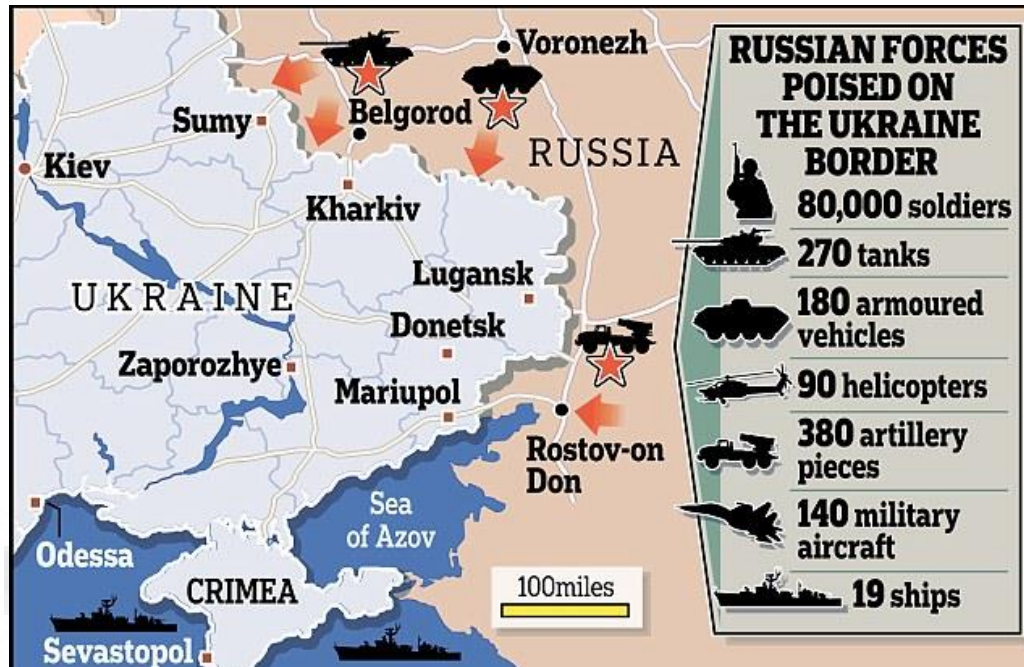 Voronezh
Belgorod
Sumy
RUSSIA
Kiev
Kharkiv
Lugansk
UKRAINE
Donetsk
Zaporozhye
Mariupol
Rostov-on
Don
Sea
of Azov
Odessa
CRIMEA
100miles
Sevastopol
RUSSIAN FORCES
POISED ON
THE UKRAINE
BORDER
80,000 soldiers
270 tanks
180 armoured
vehicles
90 helicopters
380 artillery
pieces
140 military
aircraft
19 ships